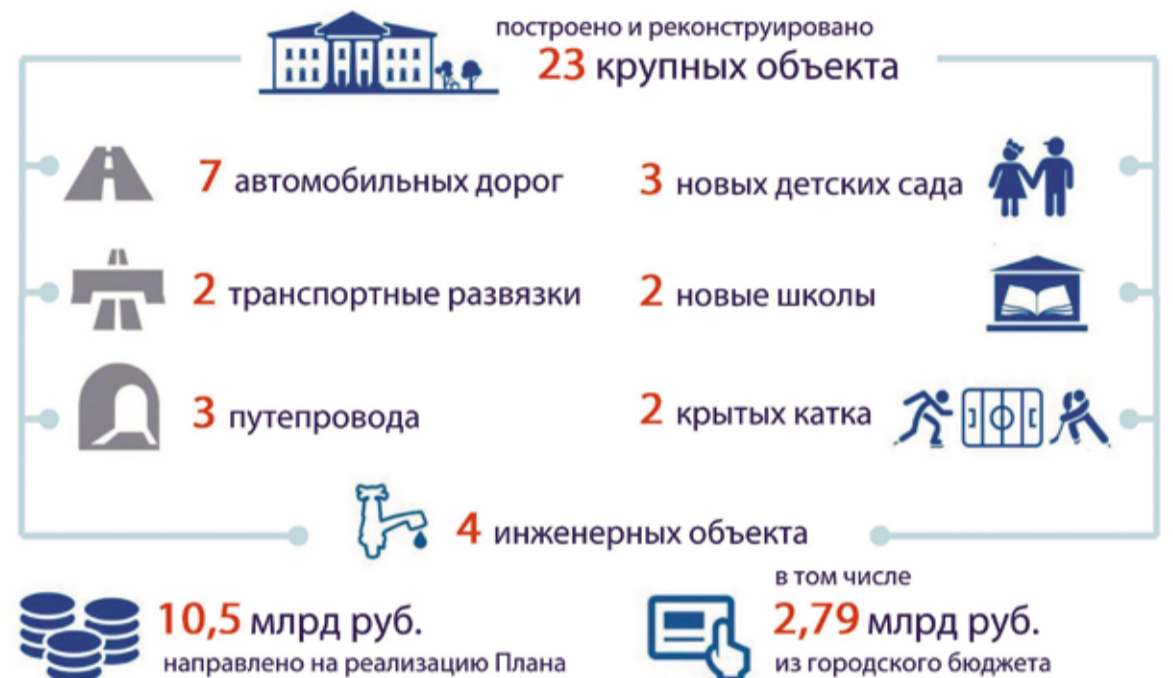 построено и реконструировано
23 крупных объекта
7 автомобильных дорог
3 новых детских сада
2 транспортные развязки
2 новые школы
3 путепровода
2 крытых катка
4 инженерных объекта
10,5 млрд руб.
направлено на реализацию Плана
в том числе
2,79 млрд руб.
из городского бюджета